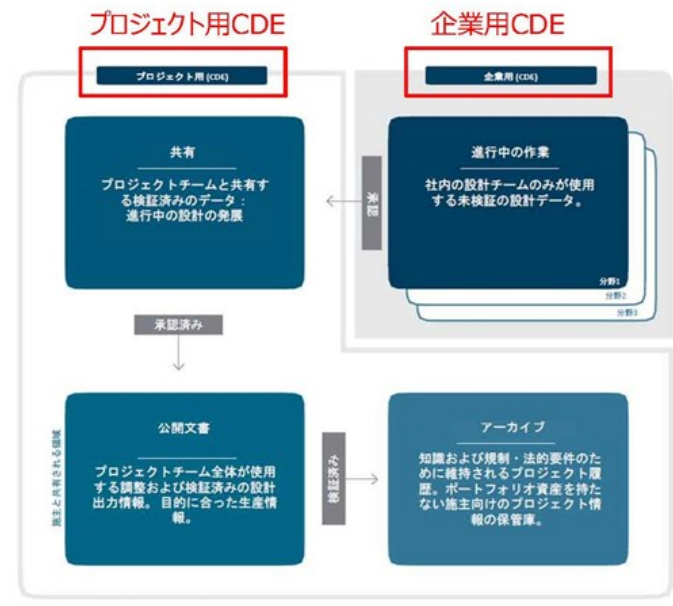 プロジェクト用CDE
企業用CDE
プロジェクト用 (CDE)
企業用 (CDE)
共有
プロジェクトチームと共有す
る検証済みのデータ：
進行中の設計の発展
承認
進行中の作業
社内の設計チームのみが使用
する未検証の設計データ。
分野1
分野2
分野3
承認済み
施主と共有される領域
公開文書
プロジェクトチーム全体が使用
する調整および検証済みの設計
出力情報。目的に合った生産情
報。
検証済み
アーカイブ
知識および規制・法的要件のた
めに維持されるプロジェクト履
歴。ポートフォリオ資産を持た
ない施主向けのプロジェクト情
報の保管庫。